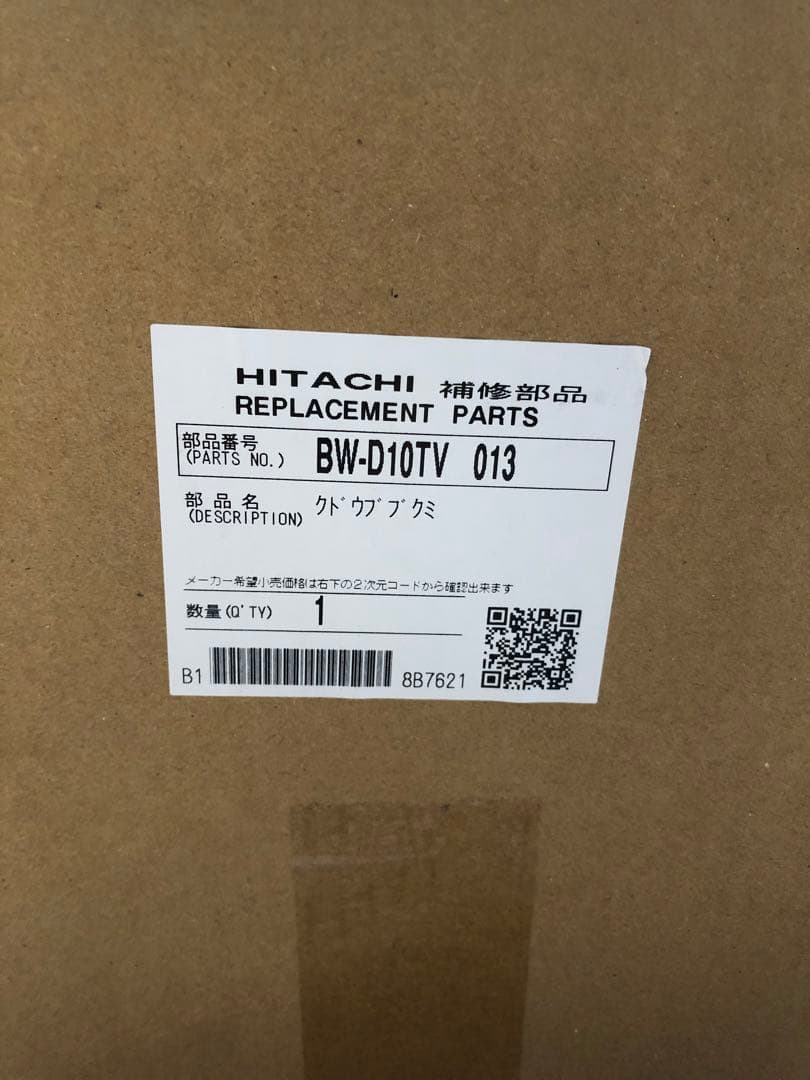 HITACHI 補修部品
REPLACEMENT PARTS
部品番号
(PARTS NO.) BW-D10TV 013
部品名
(DESCRIPTION) クドウブブクミ
メーカー希望小売価格は右下の2次元コードから確認出来ます
数量(Q'TY) 1
B1 8B7621